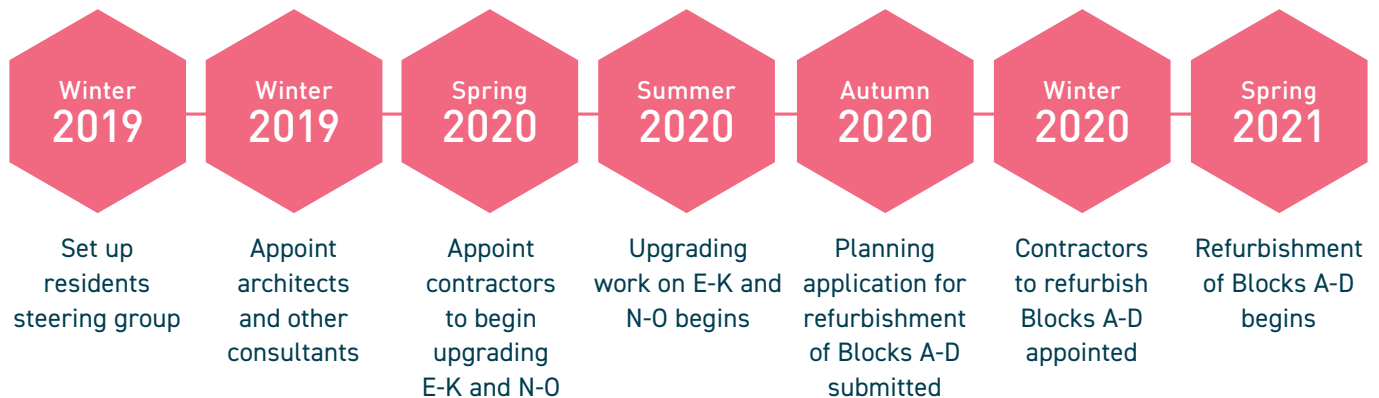 Winter
2019
Set up
residents
steering group
Winter
2019
Appoint
architects
and other
consultants
Spring
2020
Appoint
contractors
to begin
upgrading
E-K and N-O
Summer
2020
Upgrading
work on E-K and
N-O begins
Autumn
2020
Planning
application for
refurbishment
of Blocks A-D
submitted
Winter
2020
Contractors
to refurbish
Blocks A-D
appointed
Spring
2021
Refurbishment
of Blocks A-D
begins